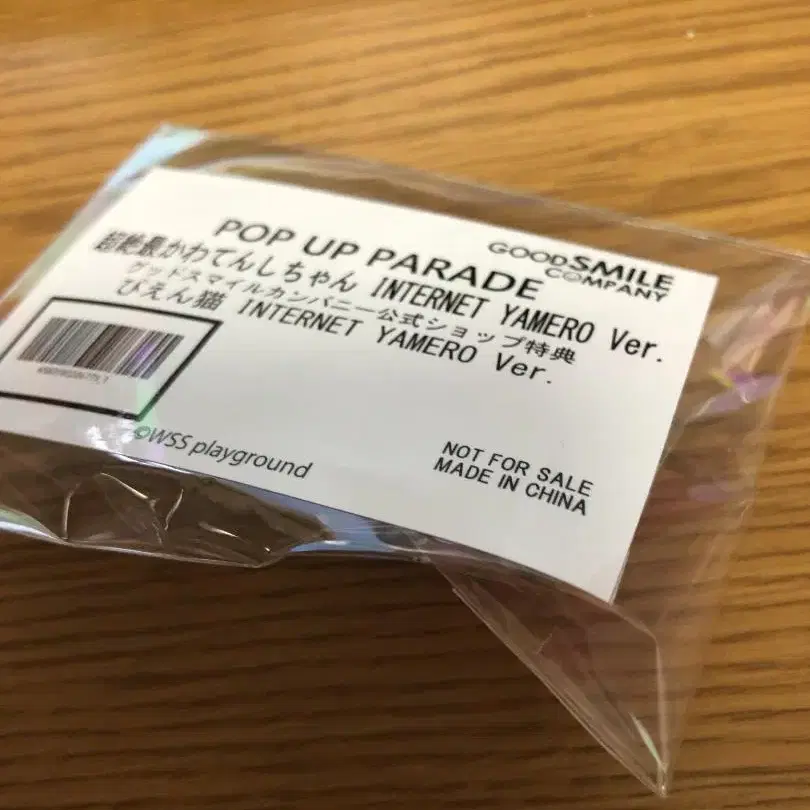 GOODSMILE
COMPANY
POP UP PARADE
超絶最かわてんしちゃん INTERNET YAMERO Ver.
グッドスマイルカンパニー公式ショップ特典
ぴえん猫 INTERNET YAMERO Ver.
©WSS playground
NOT FOR SALE
MADE IN CHINA